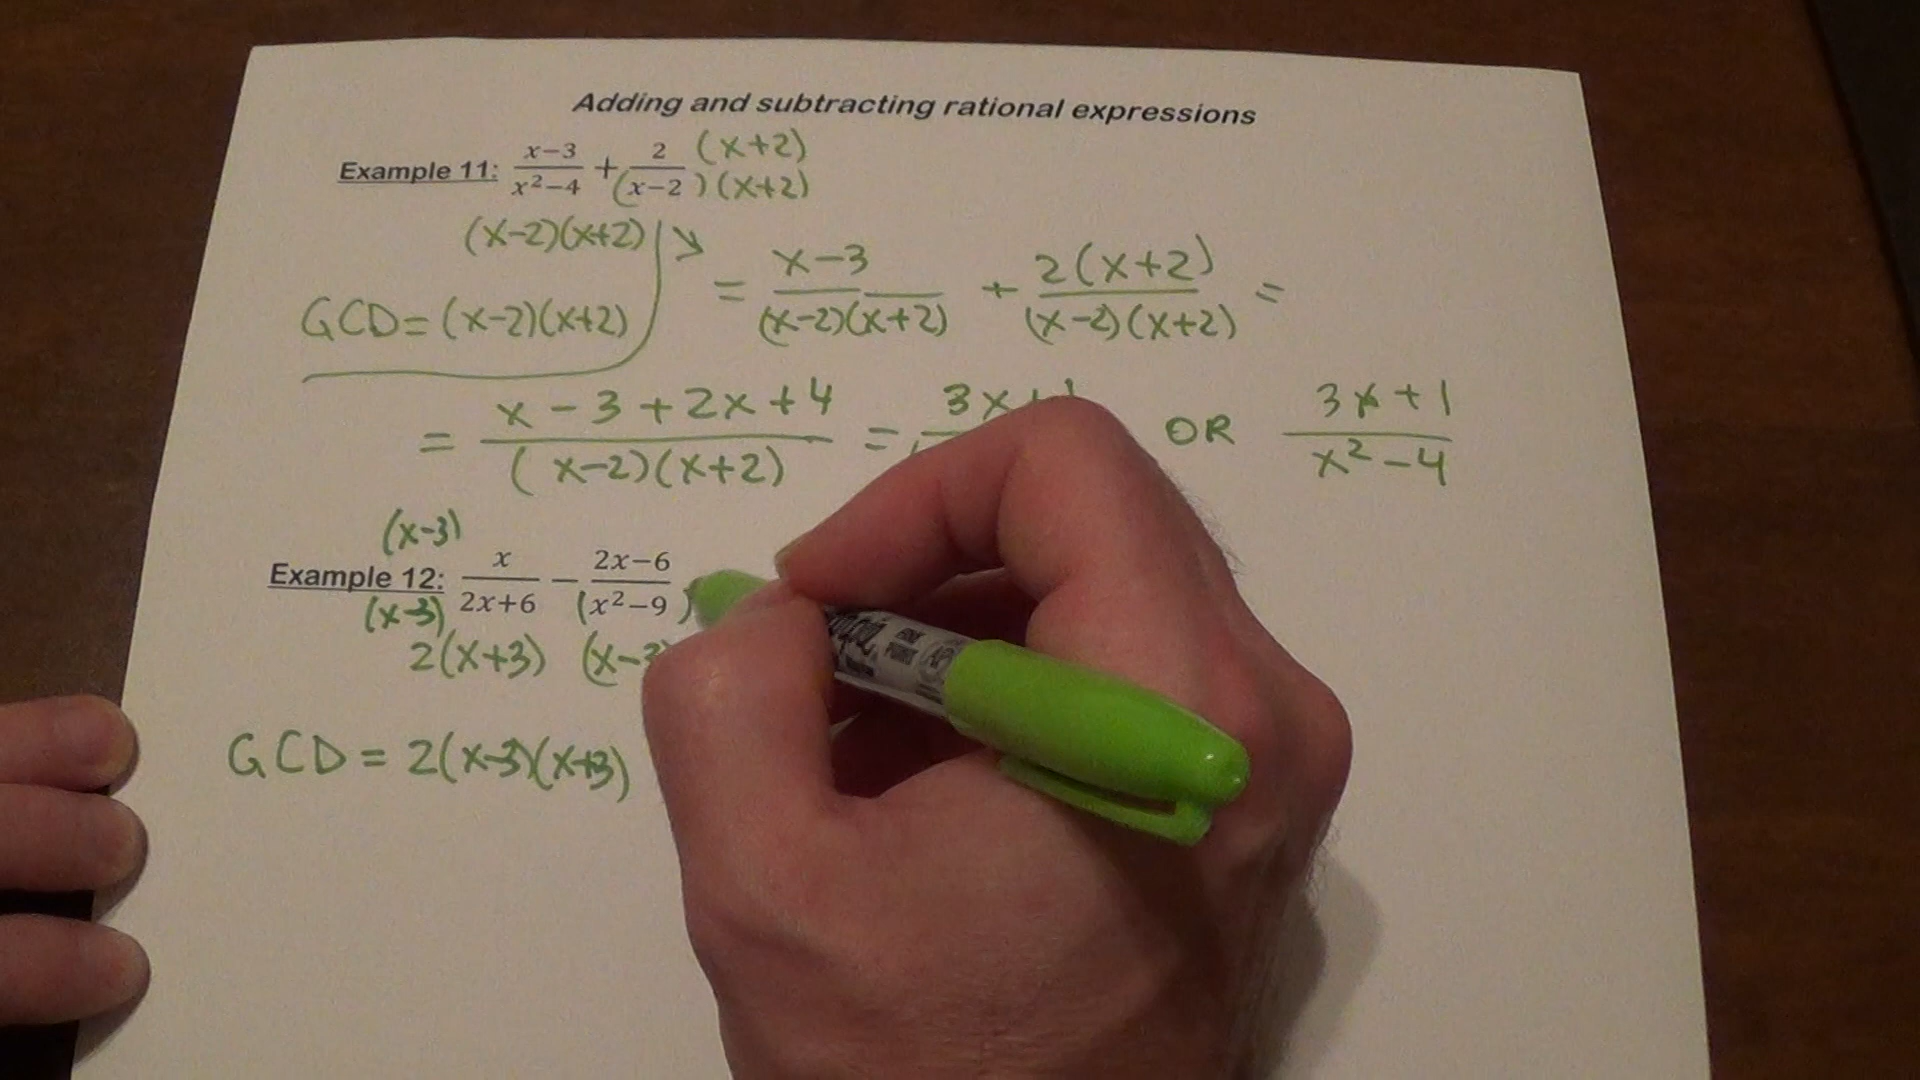 Adding and subtracting rational expressions
(x+2)
Example 11: x−3/x²−4 + 2/(x−2)(x+2)
(x-2)(x+2)
= x-3/(x-2)(x+2) + 2(x+2)/(x-2)(x+2) =
GCD=(x-2)(x+2)
= x-3+2x+4/(x-2)(x+2) = 3x+1 OR 3x+1/x²-4
(x-3)
Example 12: x/2x+6 − 2x−6/(x²−9)
(x-3)
2(x+3) (x-3
GCD = 2(x-3)(x+3)